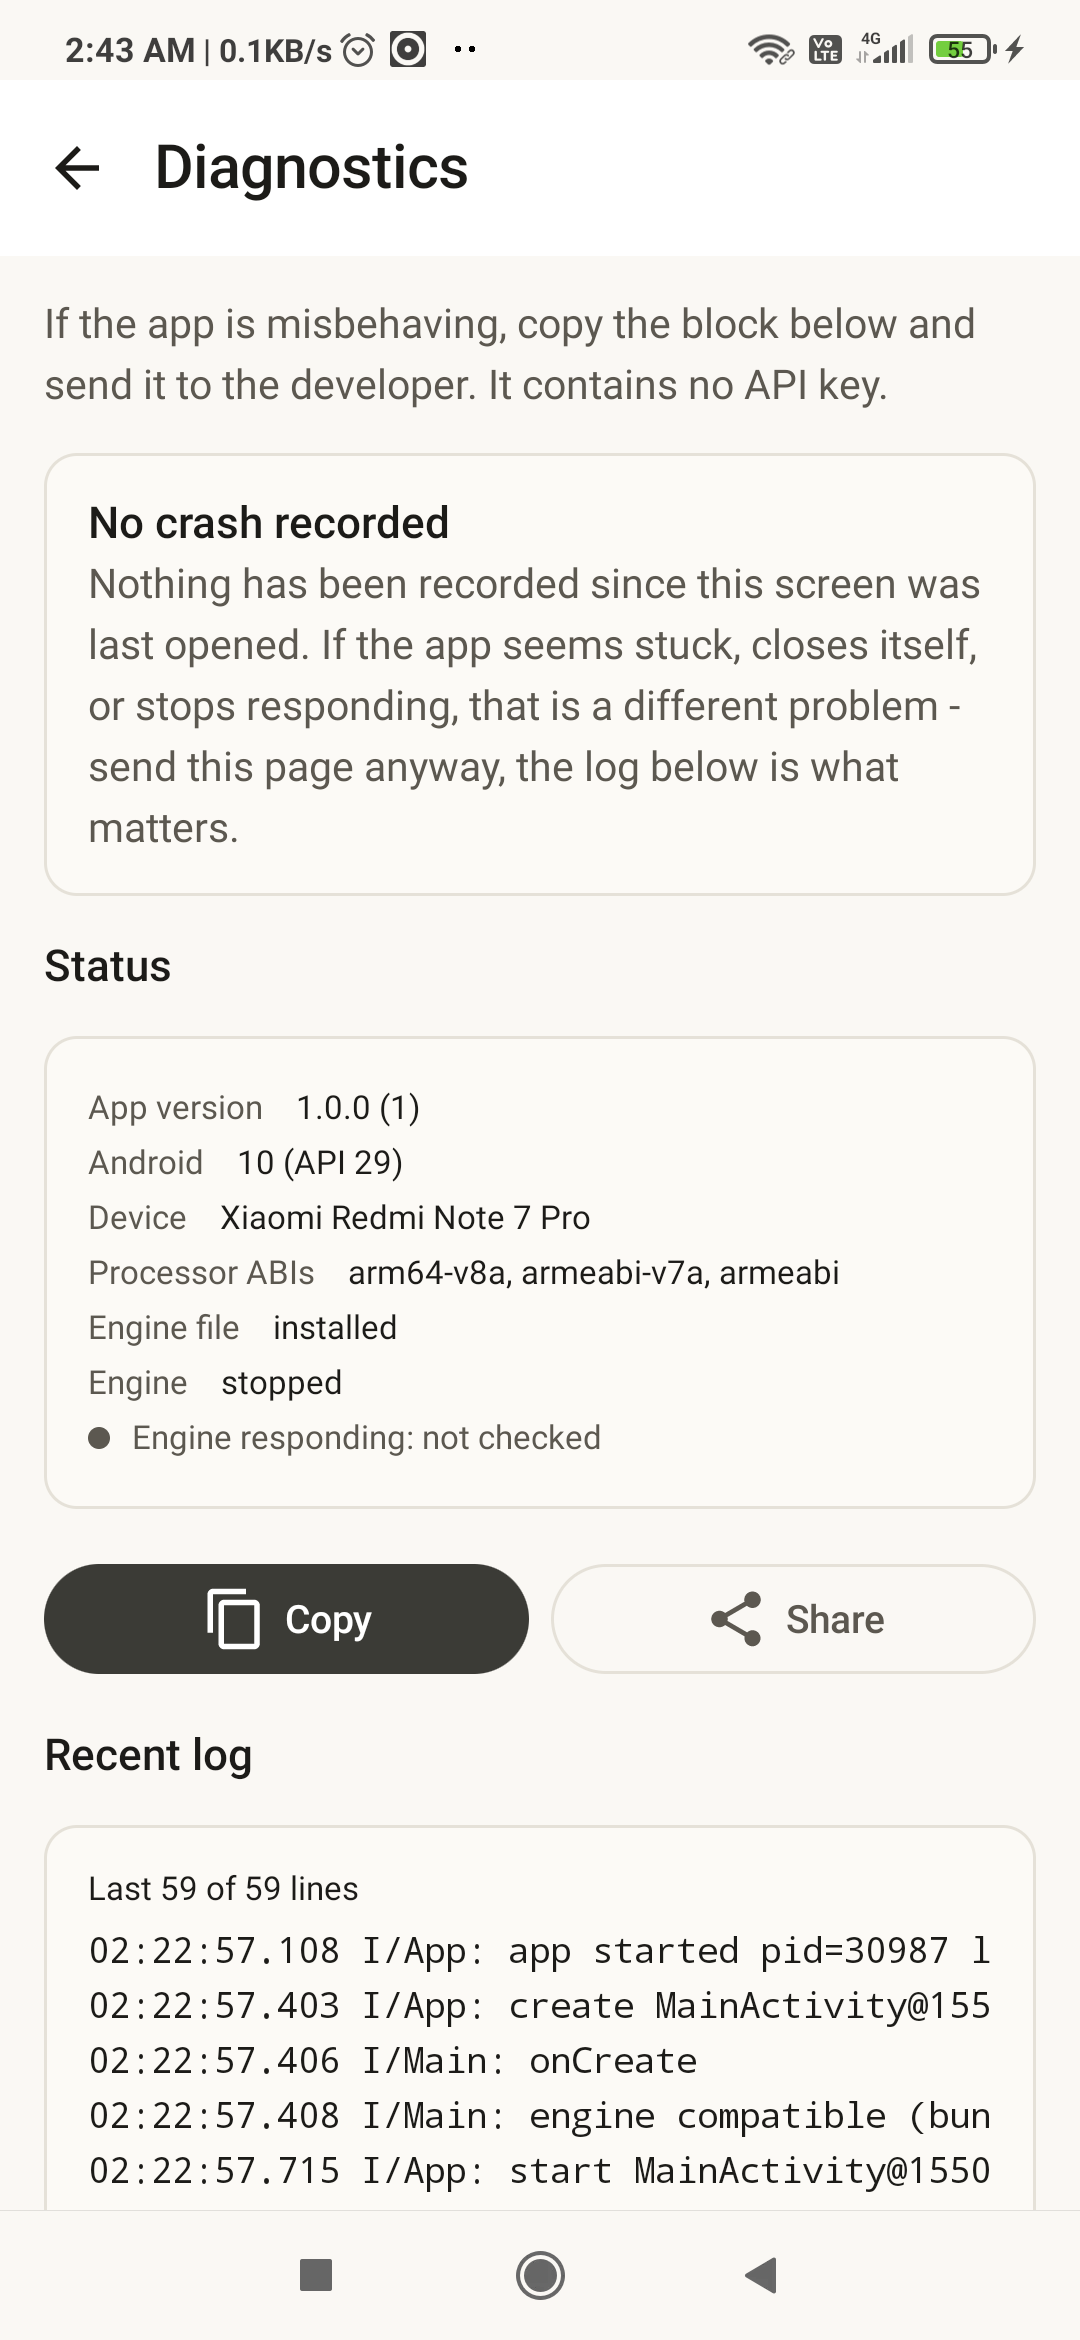 2:43 AM | 0.1KB/s
Vo LTE 4G 55
Diagnostics
If the app is misbehaving, copy the block below and
send it to the developer. It contains no API key.
No crash recorded
Nothing has been recorded since this screen was
last opened. If the app seems stuck, closes itself,
or stops responding, that is a different problem -
send this page anyway, the log below is what
matters.
Status
App version 1.0.0 (1)
Android 10 (API 29)
Device Xiaomi Redmi Note 7 Pro
Processor ABIs arm64-v8a, armeabi-v7a, armeabi
Engine file installed
Engine stopped
Engine responding: not checked
Copy
Share
Recent log
Last 59 of 59 lines
02:22:57.108 I/App: app started pid=30987 l
02:22:57.403 I/App: create MainActivity@155
02:22:57.406 I/Main: onCreate
02:22:57.408 I/Main: engine compatible (bun
02:22:57.715 I/App: start MainActivity@1550